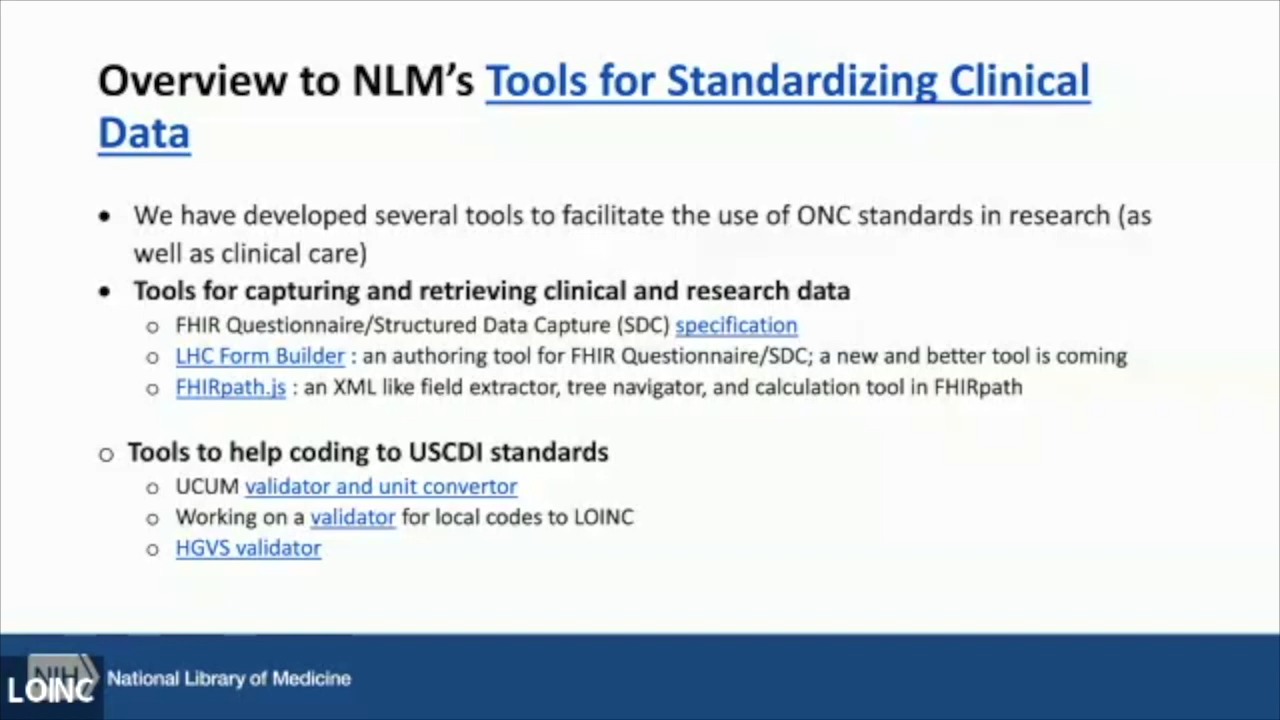 Overview to NLM’s Tools for Standardizing Clinical
Data
• We have developed several tools to facilitate the use of ONC standards in research (as
well as clinical care)
• Tools for capturing and retrieving clinical and research data
o FHIR Questionnaire/Structured Data Capture (SDC) specification
o LHC Form Builder : an authoring tool for FHIR Questionnaire/SDC; a new and better tool is coming
o FHIRpath.js : an XML like field extractor, tree navigator, and calculation tool in FHIRpath
o Tools to help coding to USCDI standards
o UCUM validator and unit convertor
o Working on a validator for local codes to LOINC
o HGVS validator
NIH National Library of Medicine
LOINC